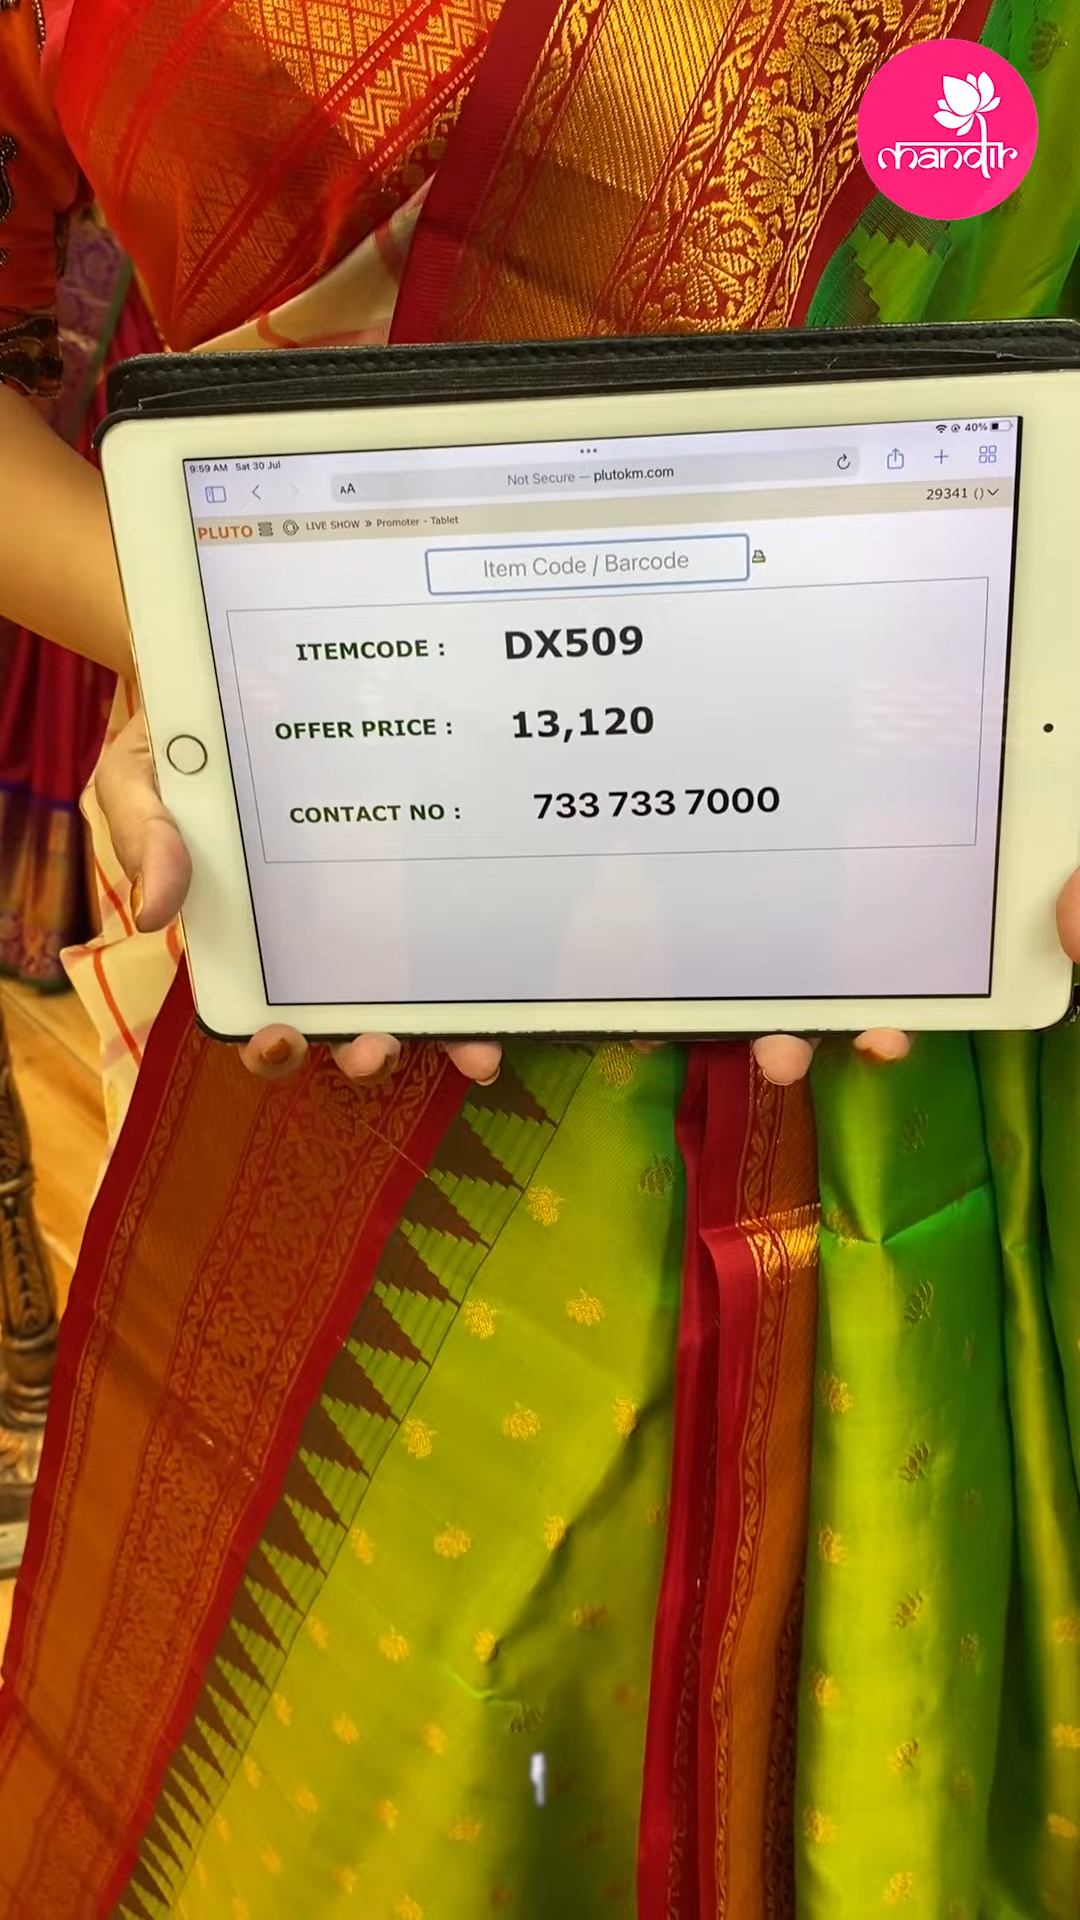 mandir
9:59 AM Sat 30 Jul
40%
AA
Not Secure — plutokm.com
29341 ()
PLUTO
LIVE SHOW » Promoter - Tablet
Item Code / Barcode
ITEMCODE : DX509
OFFER PRICE : 13,120
CONTACT NO : 733 733 7000